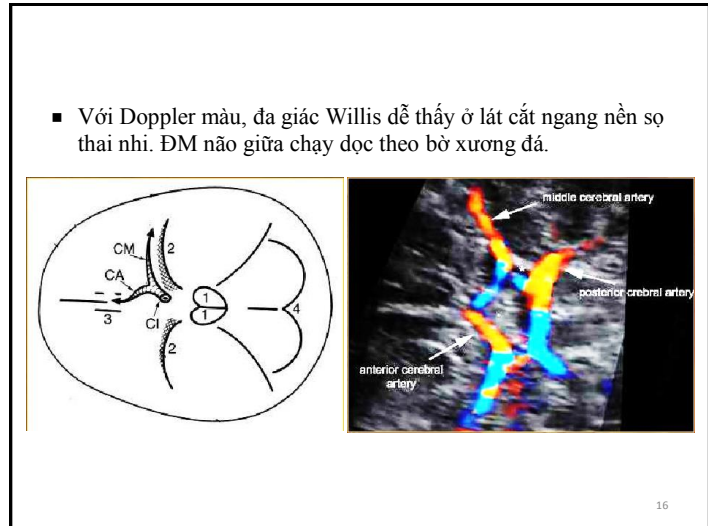 ▪ Với Doppler màu, đa giác Willis dễ thấy ở lát cắt ngang nền sọ
thai nhi. ĐM não giữa chạy dọc theo bờ xương đá.
CM
2
CA
1
3
CI
1
4
2
middle cerebral artery
posterior crebral artery
anterior cerebral
artery
16